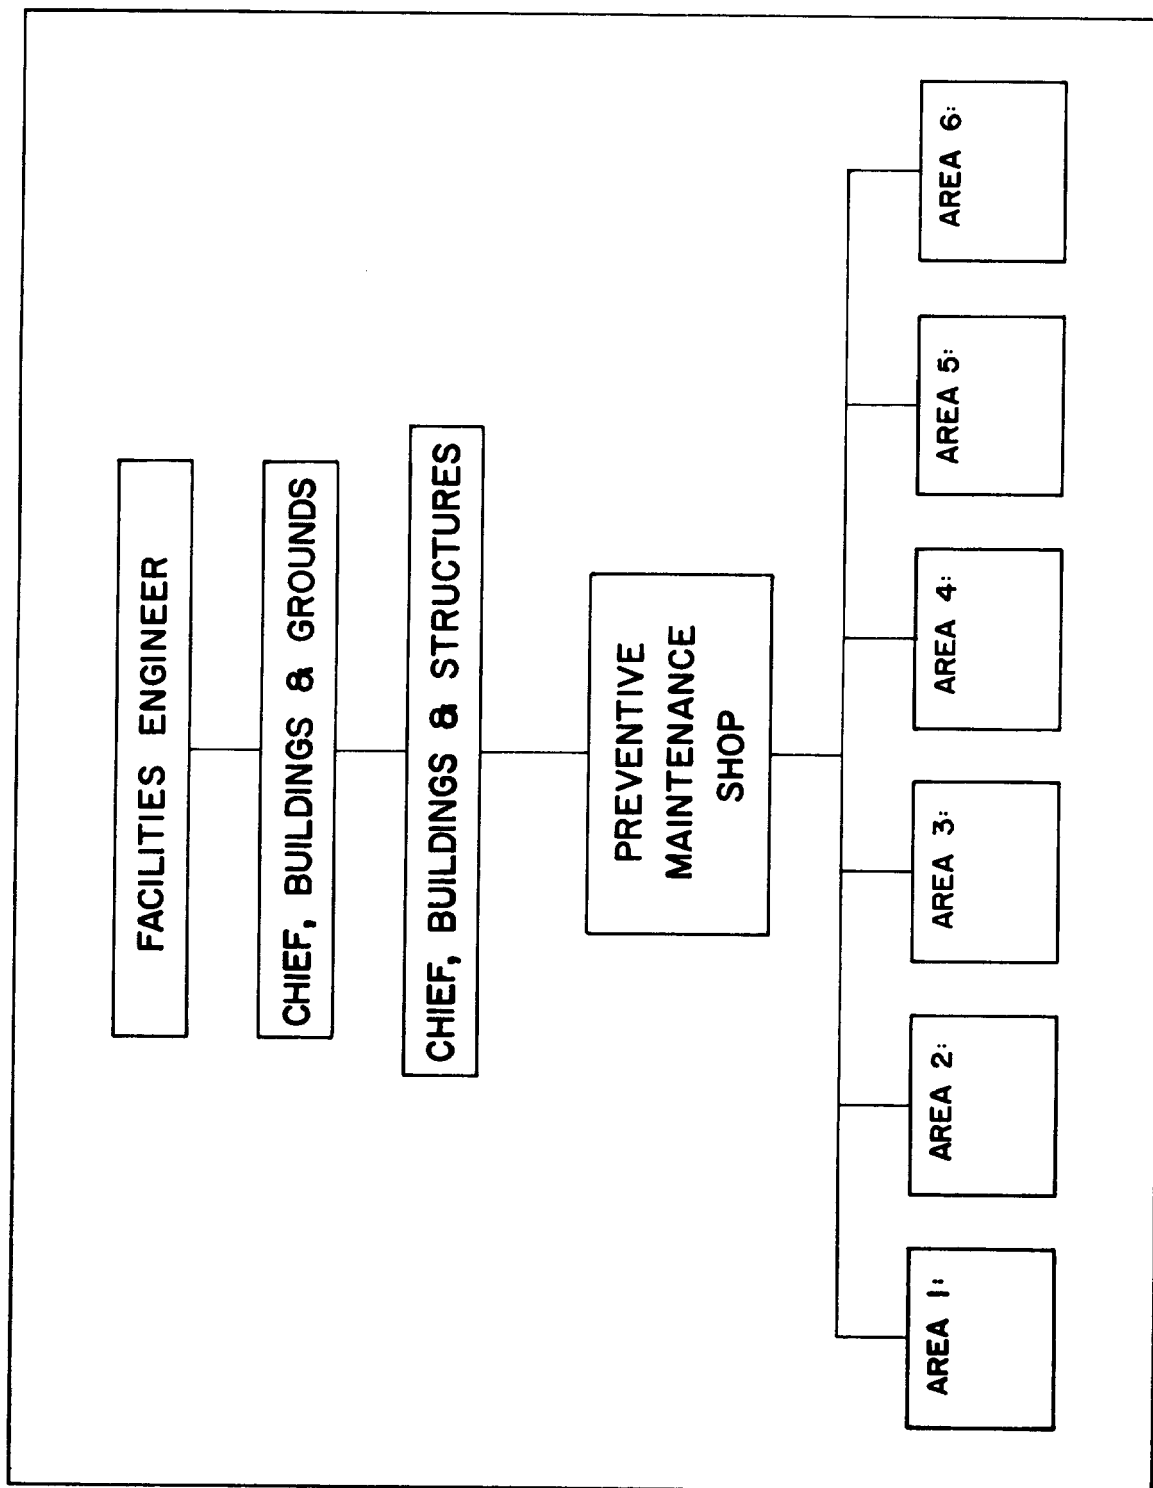 FACILITIES ENGINEER
CHIEF, BUILDINGS & GROUNDS
CHIEF, BUILDINGS & STRUCTURES
PREVENTIVE
MAINTENANCE
SHOP
AREA 1:
AREA 2:
AREA 3:
AREA 4:
AREA 5:
AREA 6: